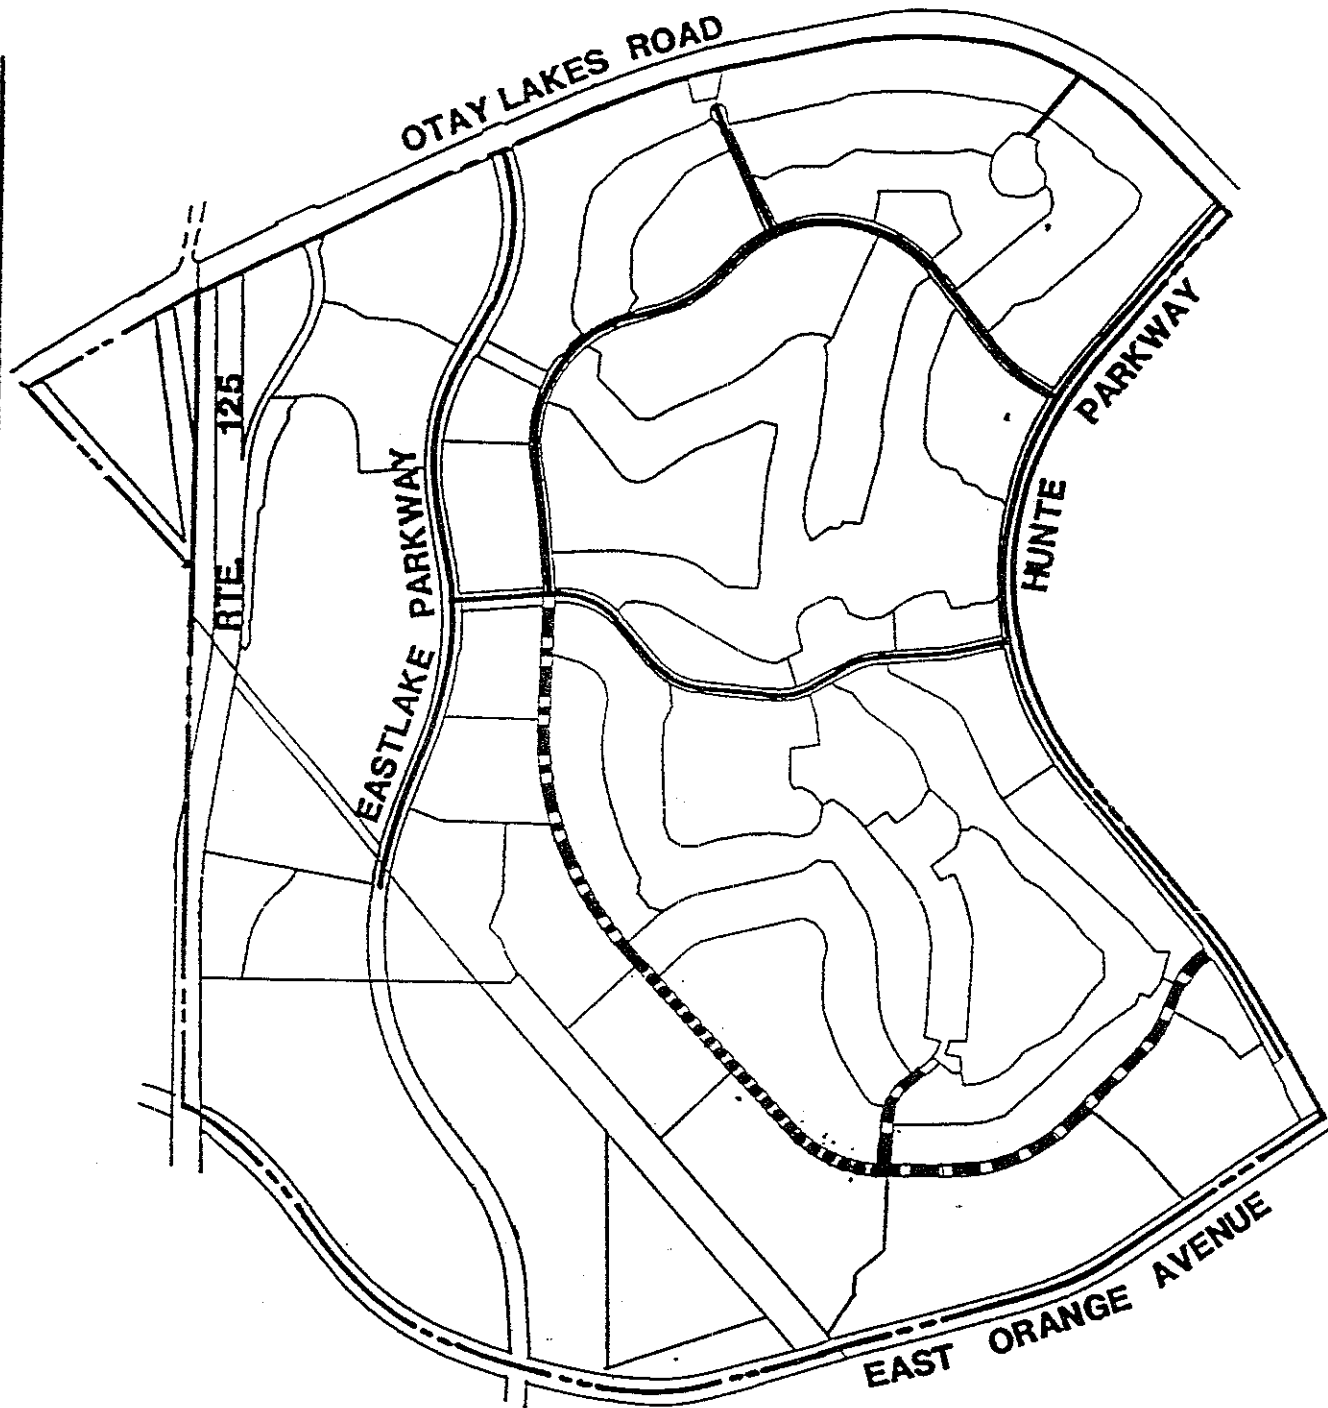 OTAY LAKES ROAD
RTE. 125
EASTLAKE PARKWAY
HUNTE PARKWAY
EAST ORANGE AVENUE